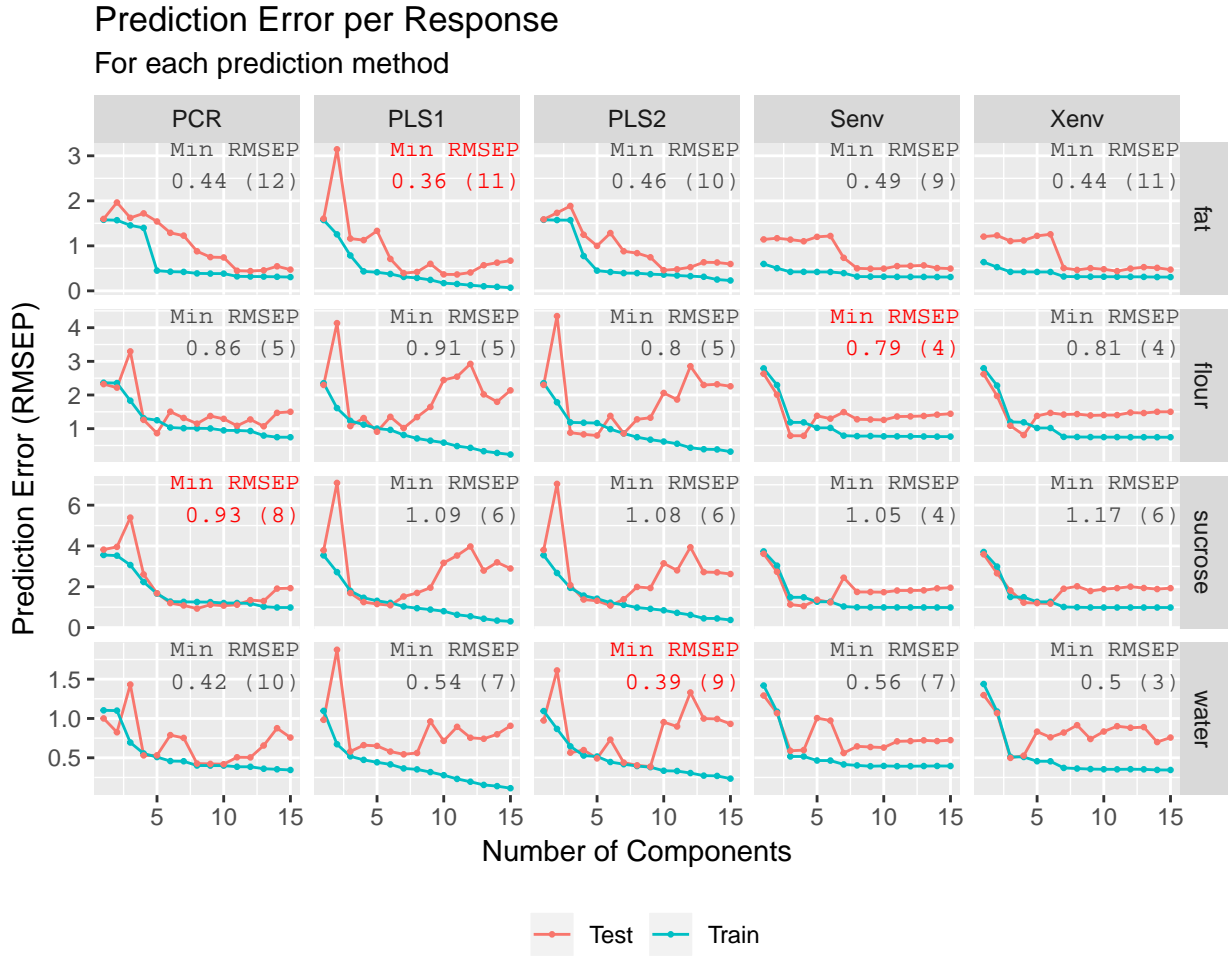 Prediction Error per Response
For each prediction method
PCR PLS1 PLS2 Senv Xenv
Prediction Error (RMSEP)
Min RMSEP Min RMSEP Min RMSEP Min RMSEP Min RMSEP
0.44 (12) 0.36 (11) 0.46 (10) 0.49 (9) 0.44 (11)
3
2
1
0
fat
Min RMSEP Min RMSEP Min RMSEP Min RMSEP Min RMSEP
0.86 (5) 0.91 (5) 0.8 (5) 0.79 (4) 0.81 (4)
4
3
2
1
flour
Min RMSEP Min RMSEP Min RMSEP Min RMSEP Min RMSEP
0.93 (8) 1.09 (6) 1.08 (6) 1.05 (4) 1.17 (6)
6
4
2
0
sucrose
Min RMSEP Min RMSEP Min RMSEP Min RMSEP Min RMSEP
0.42 (10) 0.54 (7) 0.39 (9) 0.56 (7) 0.5 (3)
1.5
1.0
0.5
water
5 10 15 5 10 15 5 10 15 5 10 15 5 10 15
Number of Components
Test Train